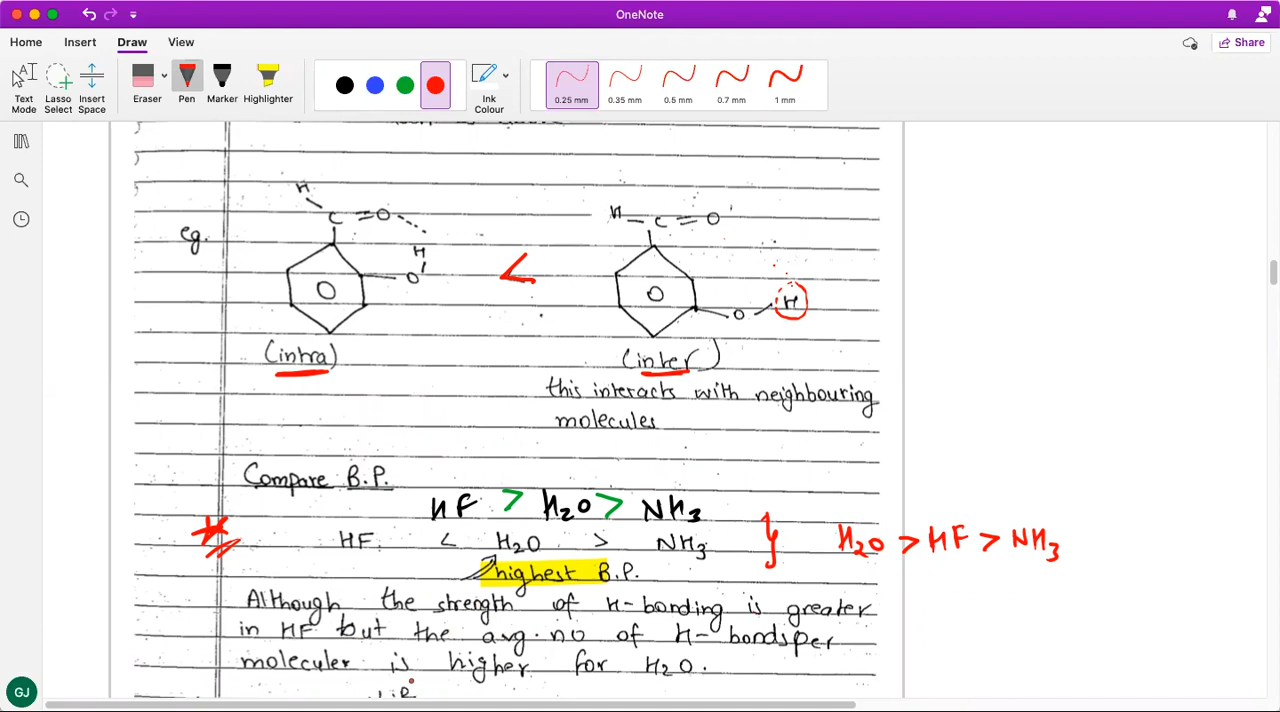 OneNote
Home Insert Draw View
Share
Text Mode
Lasso Select
Insert Space
Eraser
Pen
Marker
Highlighter
Ink Colour
0.25 mm
0.35 mm
0.5 mm
0.7 mm
1 mm
eg.
H
C = O
H
O
O
<
H - C = O
O
O
H
(intra)
(inter)
this interacts with neighbouring
molecules
Compare B.P.
HF > H2O > NH3
HF < H2O > NH3
H2O > HF > NH3
highest B.P.
Although the strength of H-bonding is greater
in HF but the avg. no of H-bonds per
molecules is higher for H2O.
GJ